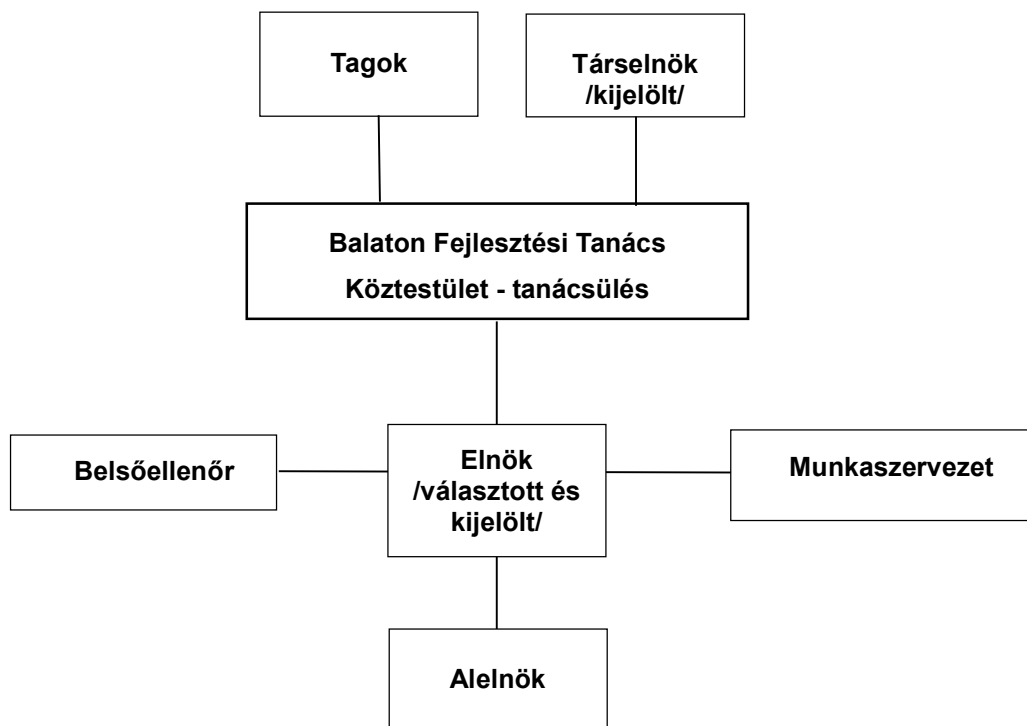 Tagok
Társelnök
/kijelölt/
Balaton Fejlesztési Tanács
Köztestület - tanácsülés
Belsőellenőr
Elnök
/választott és
kijelölt/
Munkaszervezet
Alelnök